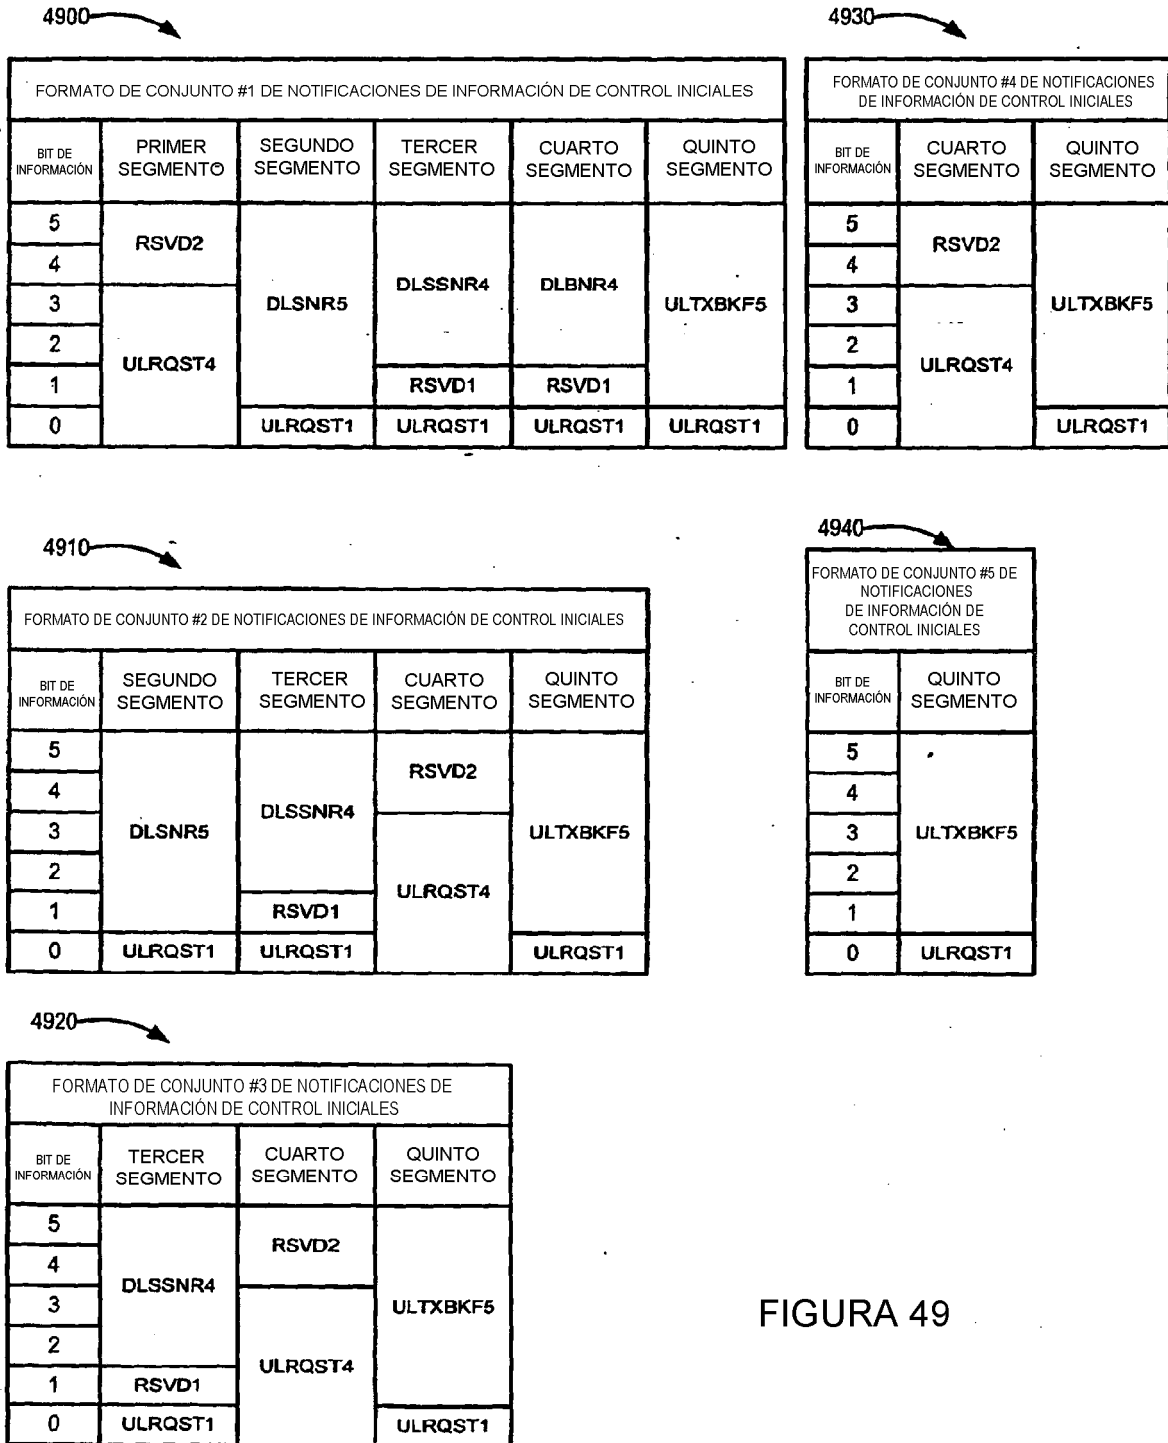 4900
FORMATO DE CONJUNTO #1 DE NOTIFICACIONES DE INFORMACIÓN DE CONTROL INICIALES
BIT DE INFORMACIÓN
PRIMER SEGMENTO
SEGUNDO SEGMENTO
TERCER SEGMENTO
CUARTO SEGMENTO
QUINTO SEGMENTO
5
4
3
2
1
0
RSVD2
ULRQST4
DLSNR5
ULRQST1
DLSSNR4
RSVD1
ULRQST1
DLBNR4
RSVD1
ULRQST1
ULTXBKF5
ULRQST1
4930
FORMATO DE CONJUNTO #4 DE NOTIFICACIONES
DE INFORMACIÓN DE CONTROL INICIALES
BIT DE INFORMACIÓN
CUARTO SEGMENTO
QUINTO SEGMENTO
5
4
3
2
1
0
RSVD2
ULRQST4
ULTXBKF5
ULRQST1
4910
FORMATO DE CONJUNTO #2 DE NOTIFICACIONES DE INFORMACIÓN DE CONTROL INICIALES
BIT DE INFORMACIÓN
SEGUNDO SEGMENTO
TERCER SEGMENTO
CUARTO SEGMENTO
QUINTO SEGMENTO
5
4
3
2
1
0
DLSNR5
ULRQST1
DLSSNR4
RSVD1
ULRQST1
RSVD2
ULRQST4
ULTXBKF5
ULRQST1
4940
FORMATO DE CONJUNTO #5 DE
NOTIFICACIONES
DE INFORMACIÓN DE
CONTROL INICIALES
BIT DE INFORMACIÓN
QUINTO SEGMENTO
5
4
3
2
1
0
ULTXBKF5
ULRQST1
4920
FORMATO DE CONJUNTO #3 DE NOTIFICACIONES DE
INFORMACIÓN DE CONTROL INICIALES
BIT DE INFORMACIÓN
TERCER SEGMENTO
CUARTO SEGMENTO
QUINTO SEGMENTO
5
4
3
2
1
0
DLSSNR4
RSVD1
ULRQST1
RSVD2
ULRQST4
ULTXBKF5
ULRQST1
FIGURA 49